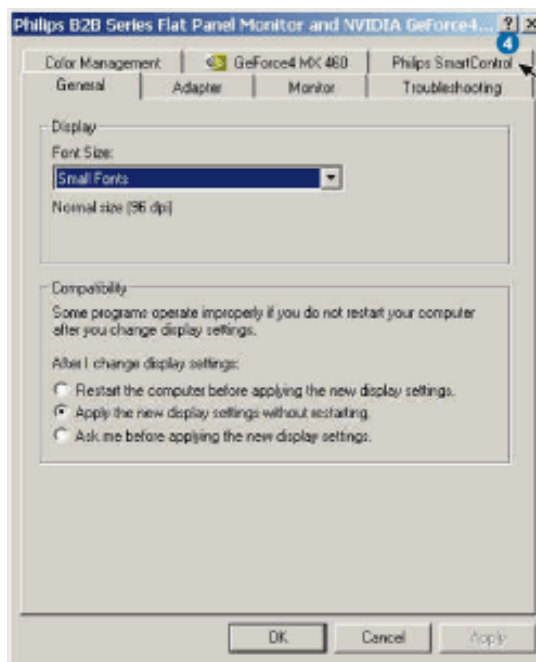 Philips B2B Series Flat Panel Monitor and NVIDIA GeForce4... ? X
4
Color Management GeForce4 MX 460 Philips SmartControl
General Adapter Monitor Troubleshooting
Display
Font Size:
Small Fonts
Normal size (96 dpi)
Compatibility
Some programs operate improperly if you do not restart your computer
after you change display settings.
After I change display settings:
Restart the computer before applying the new display settings.
Apply the new display settings without restarting.
Ask me before applying the new display settings.
OK Cancel Apply